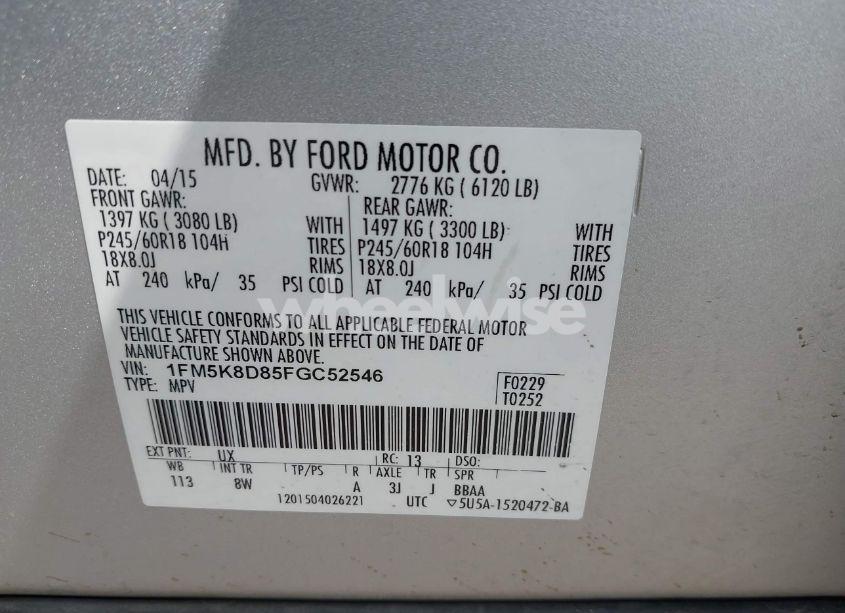 MFD. BY FORD MOTOR CO.
DATE: 04/15 GVWR: 2776 KG ( 6120 LB)
FRONT GAWR: REAR GAWR:
1397 KG ( 3080 LB) WITH 1497 KG ( 3300 LB) WITH
P245/60R18 104H TIRES P245/60R18 104H TIRES
18X8.0J RIMS 18X8.0J RIMS
AT 240 kPa/ 35 PSI COLD AT 240 kPa/ 35 PSI COLD
wheelwise
THIS VEHICLE CONFORMS TO ALL APPLICABLE FEDERAL MOTOR
VEHICLE SAFETY STANDARDS IN EFFECT ON THE DATE OF
MANUFACTURE SHOWN ABOVE.
VIN: 1FM5K8D85FGC52546 F0229
TYPE: MPV T0252
EXT PNT: UX RC: 13 DSO:
WB INT TR TP/PS R AXLE TR SPR
113 8W A 3J J BBAA
1201504026221 UTC ▽5U5A-1520472-BA